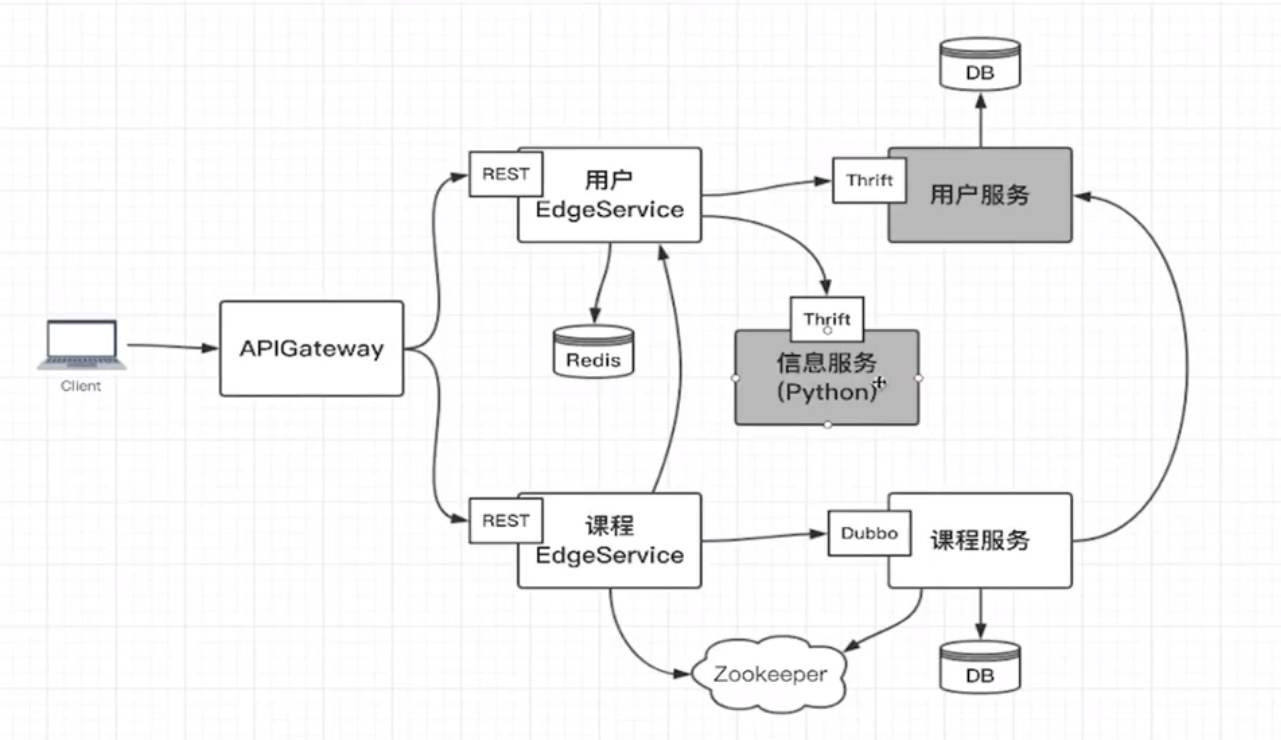 DB
REST
用户
EdgeService
Thrift
用户服务
Thrift
APIGateway
Redis
信息服务
(Python)
Client
REST
课程
EdgeService
Dubbo
课程服务
Zookeeper
DB